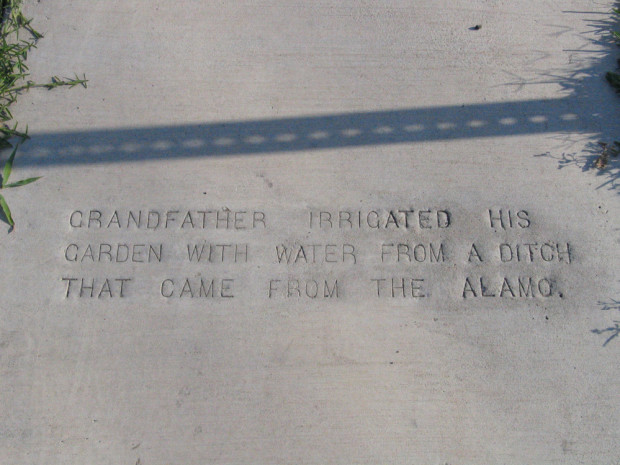 GRANDFATHER IRRIGATED HIS
GARDEN WITH WATER FROM A DITCH
THAT CAME FROM THE ALAMO.